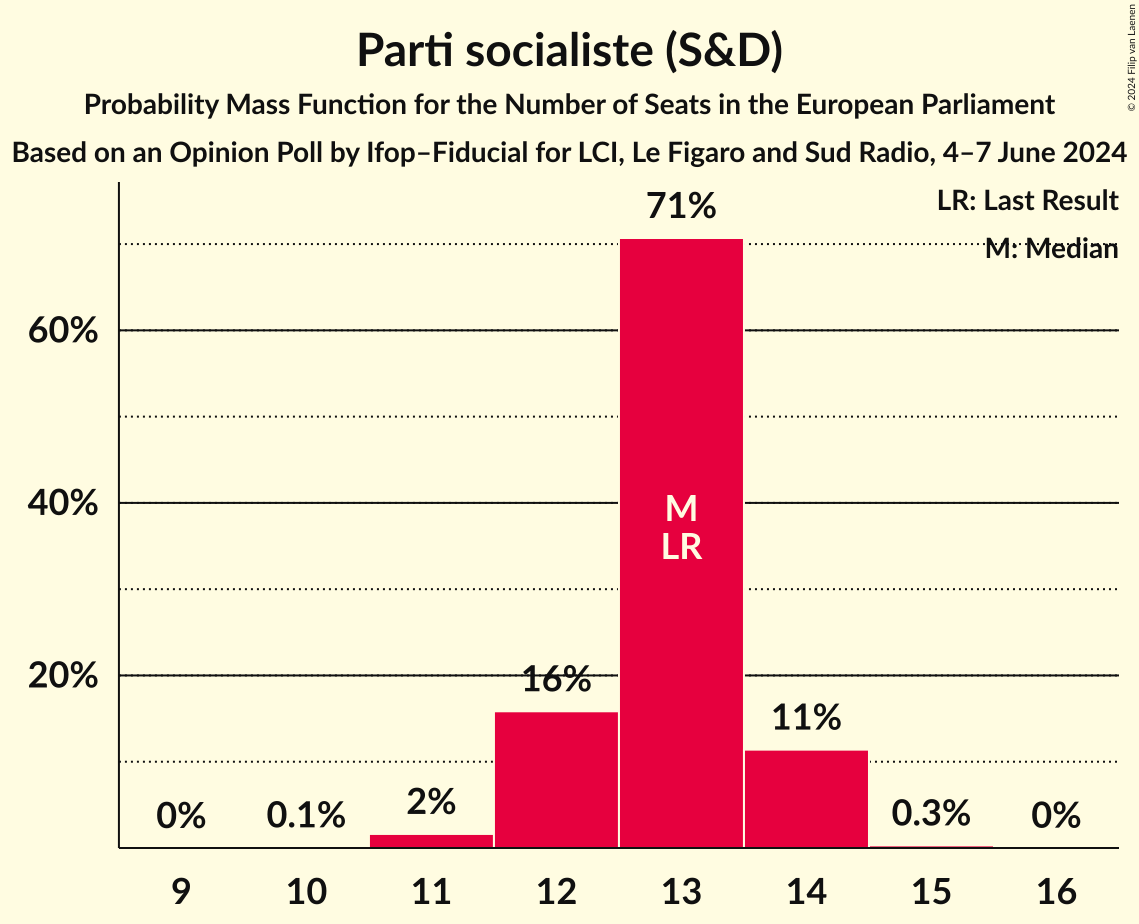 Parti socialiste (S&D)
Probability Mass Function for the Number of Seats in the European Parliament
Based on an Opinion Poll by Ifop–Fiducial for LCI, Le Figaro and Sud Radio, 4–7 June 2024
© 2024 Filip van Laenen
LR: Last Result
M: Median
60%
40%
20%
0%
0.1%
2%
16%
71%
M
LR
11%
0.3%
0%
9 10 11 12 13 14 15 16